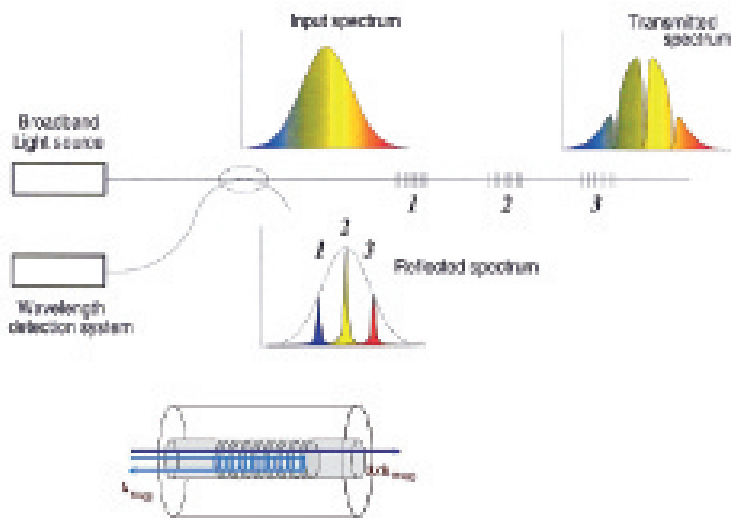 Input spectrum
Transmitted
spectrum
Broadband
Light source
1
2
3
1
2
3
Reflected spectrum
Wavelength
detection system